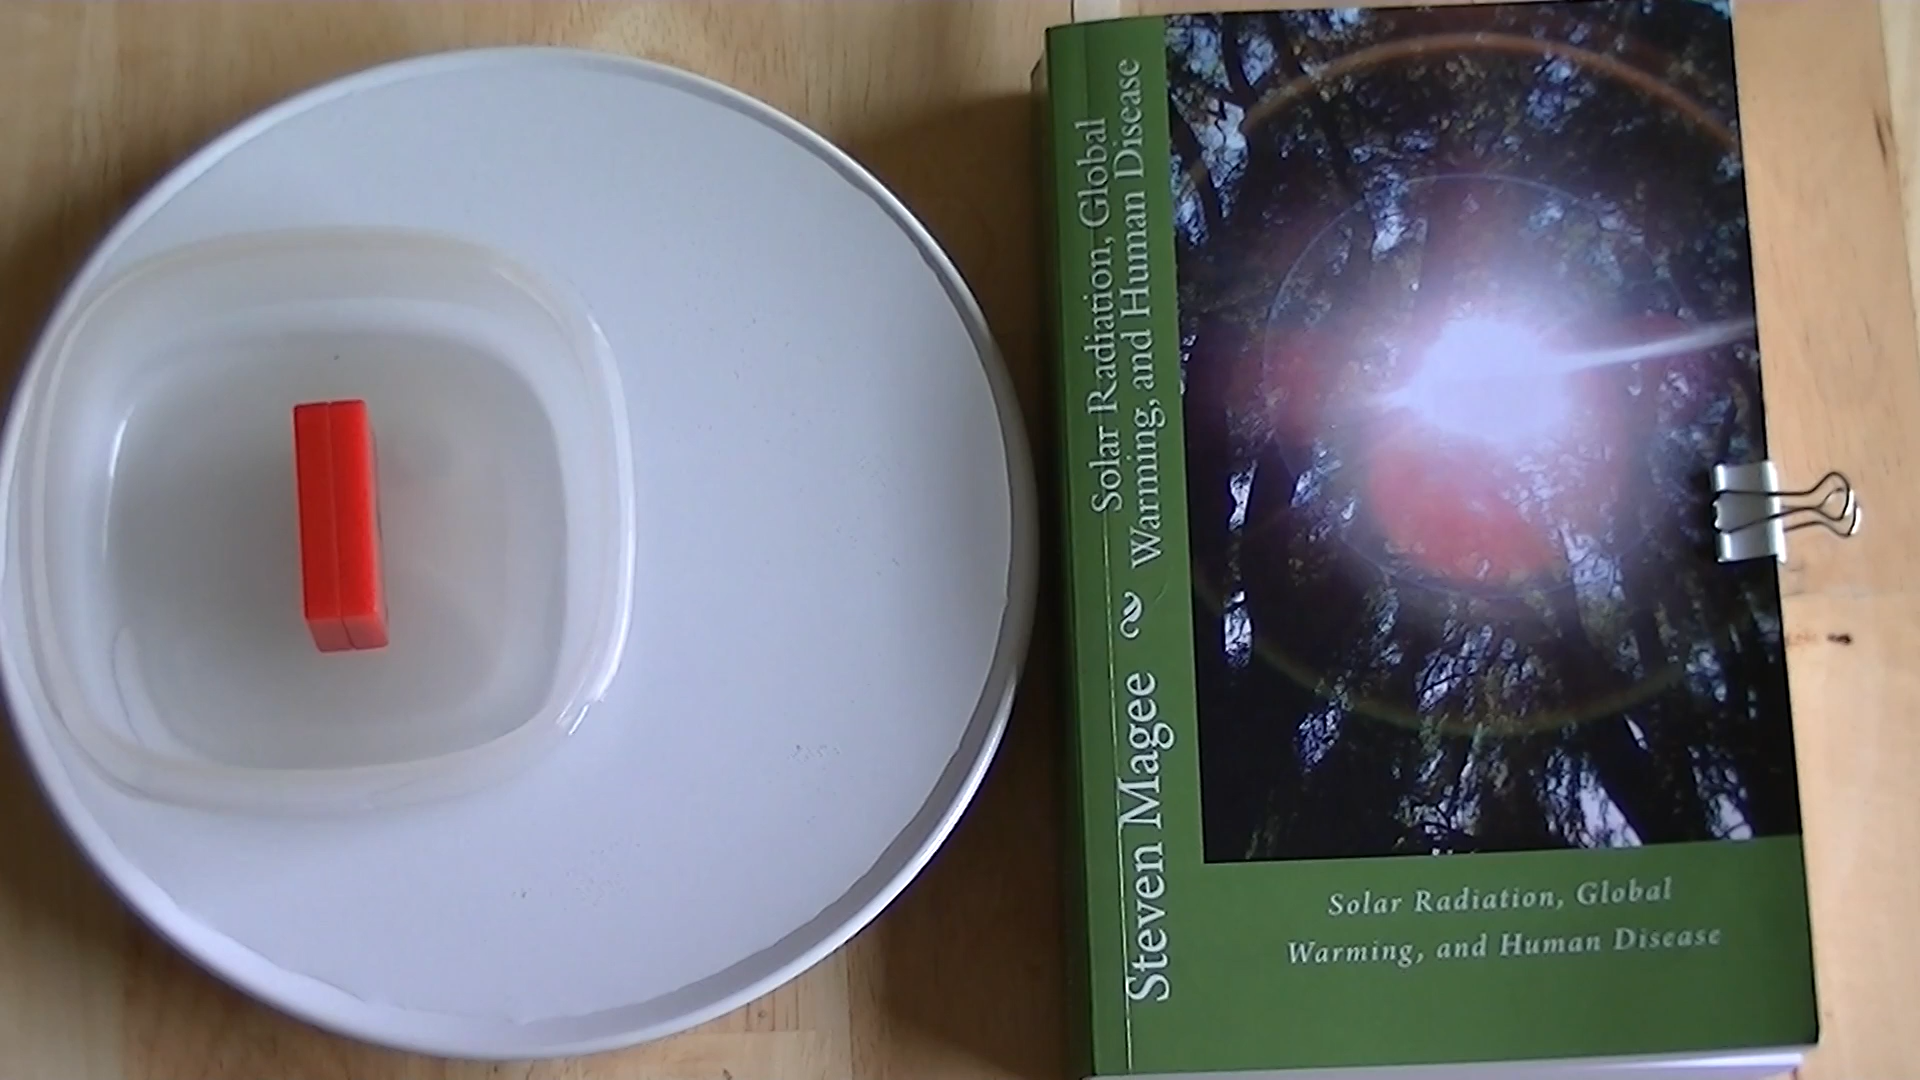 Solar Radiation, Global
Warming, and Human Disease
Steven Magee
Solar Radiation, Global
Warming, and Human Disease